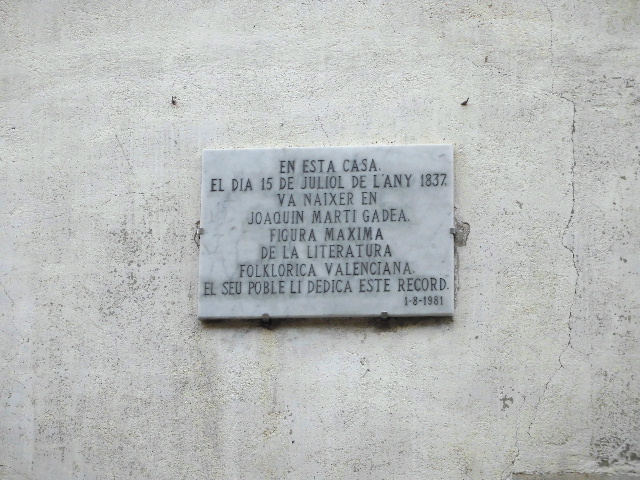 EN ESTA CASA.
EL DIA 15 DE JULIOL DE L'ANY 1837.
VA NAIXER EN
JOAQUIN MARTI GADEA.
FIGURA MAXIMA
DE LA LITERATURA
FOLKLORICA VALENCIANA.
EL SEU POBLE LI DEDICA ESTE RECORD.
1-8-1981